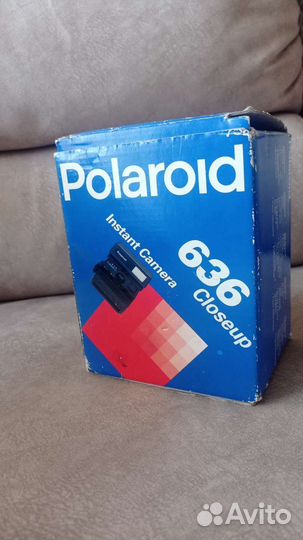 Polaroid
Instant Camera
636
Closeup
Avito